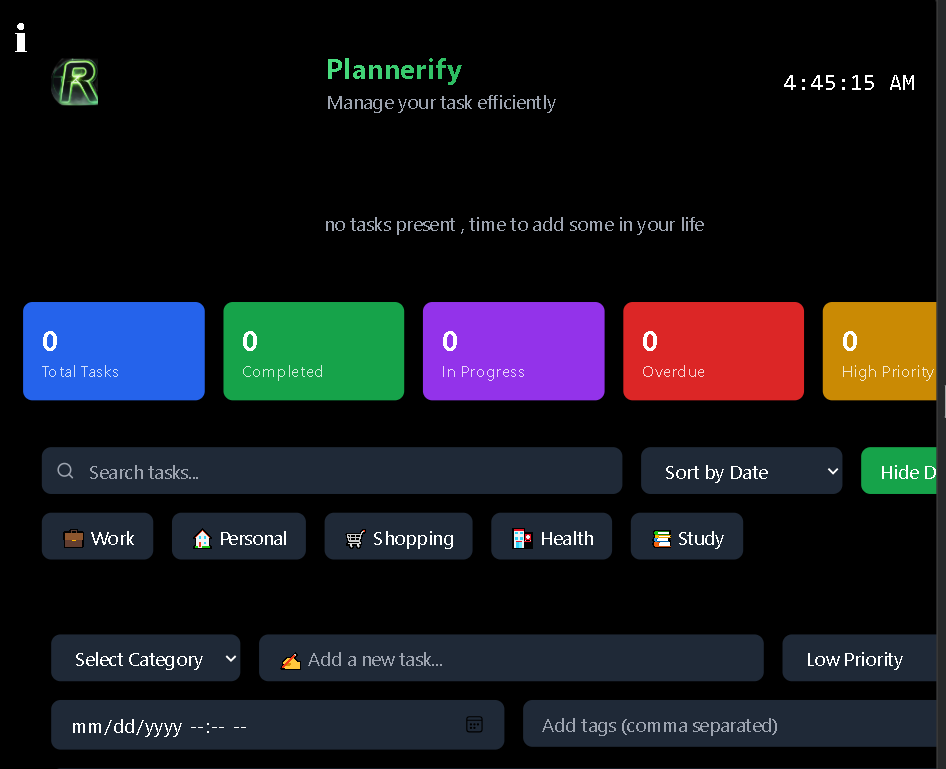 i
R
Plannerify
Manage your task efficiently
4:45:15 AM
no tasks present , time to add some in your life
0
Total Tasks
0
Completed
0
In Progress
0
Overdue
0
High Priority
Search tasks...
Sort by Date
Hide D
💼 Work
🏠 Personal
🛒 Shopping
🏥 Health
📚 Study
Select Category
✍️ Add a new task...
Low Priority
mm/dd/yyyy --:-- --
Add tags (comma separated)